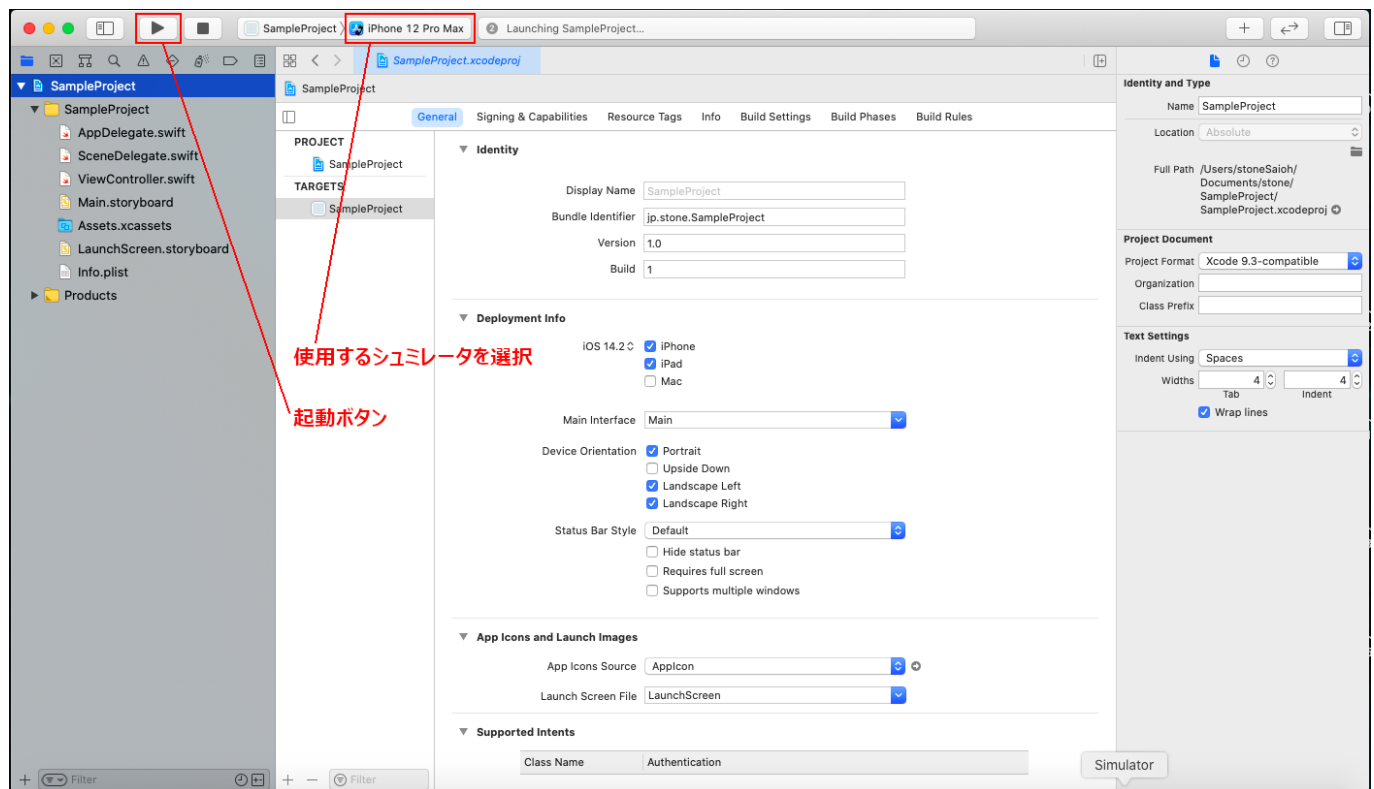 SampleProject
iPhone 12 Pro Max
2 Launching SampleProject...
SampleProject.xcodeproj
SampleProject
SampleProject
AppDelegate.swift
SceneDelegate.swift
ViewController.swift
Main.storyboard
Assets.xcassets
LaunchScreen.storyboard
Info.plist
Products
Filter
SampleProject
General Signing & Capabilities Resource Tags Info Build Settings Build Phases Build Rules
PROJECT
SampleProject
TARGETS
SampleProject
Filter
Identity
Display Name SampleProject
Bundle Identifier jp.stone.SampleProject
Version 1.0
Build 1
Deployment Info
iOS 14.2 iPhone
iPad
Mac
使用するシュミレータを選択
起動ボタン
Main Interface Main
Device Orientation Portrait
Upside Down
Landscape Left
Landscape Right
Status Bar Style Default
Hide status bar
Requires full screen
Supports multiple windows
App Icons and Launch Images
App Icons Source AppIcon
Launch Screen File LaunchScreen
Supported Intents
Class Name Authentication
Identity and Type
Name SampleProject
Location Absolute
Full Path /Users/stoneSaioh/
Documents/stone/
SampleProject/
SampleProject.xcodeproj
Project Document
Project Format Xcode 9.3-compatible
Organization
Class Prefix
Text Settings
Indent Using Spaces
Widths 4 4
Tab Indent
Wrap lines
Simulator